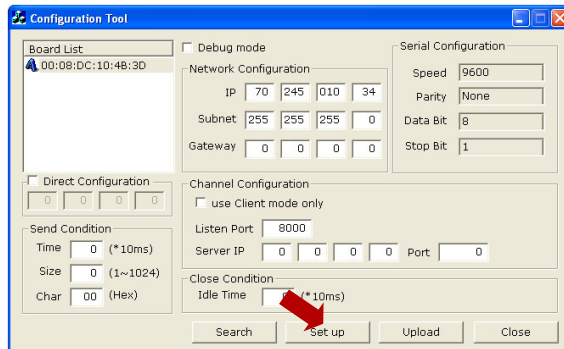 Configuration Tool
Board List
00:08:DC:10:4B:3D
Direct Configuration
0 0 0 0
Send Condition
Time 0 (*10ms)
Size 0 (1~1024)
Char 00 (Hex)
Debug mode
Network Configuration
IP 70 245 010 34
Subnet 255 255 255 0
Gateway 0 0 0 0
Serial Configuration
Speed 9600
Parity None
Data Bit 8
Stop Bit 1
Channel Configuration
use Client mode only
Listen Port 8000
Server IP 0 0 0 0 Port 0
Close Condition
Idle Time (*10ms)
Search Set up Upload Close